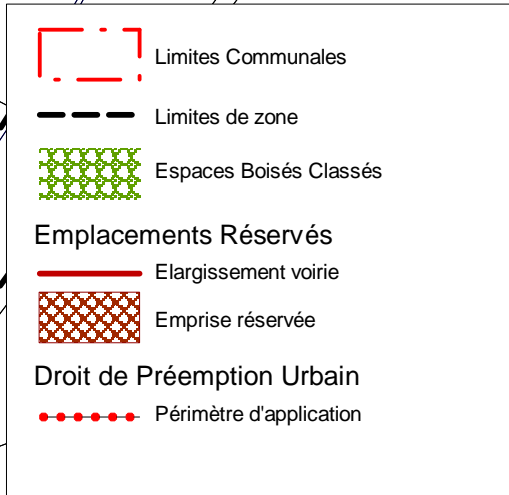 Limites Communales
Limites de zone
Espaces Boisés Classés
Emplacements Réservés
Elargissement voirie
Emprise réservée
Droit de Préemption Urbain
Périmètre d'application